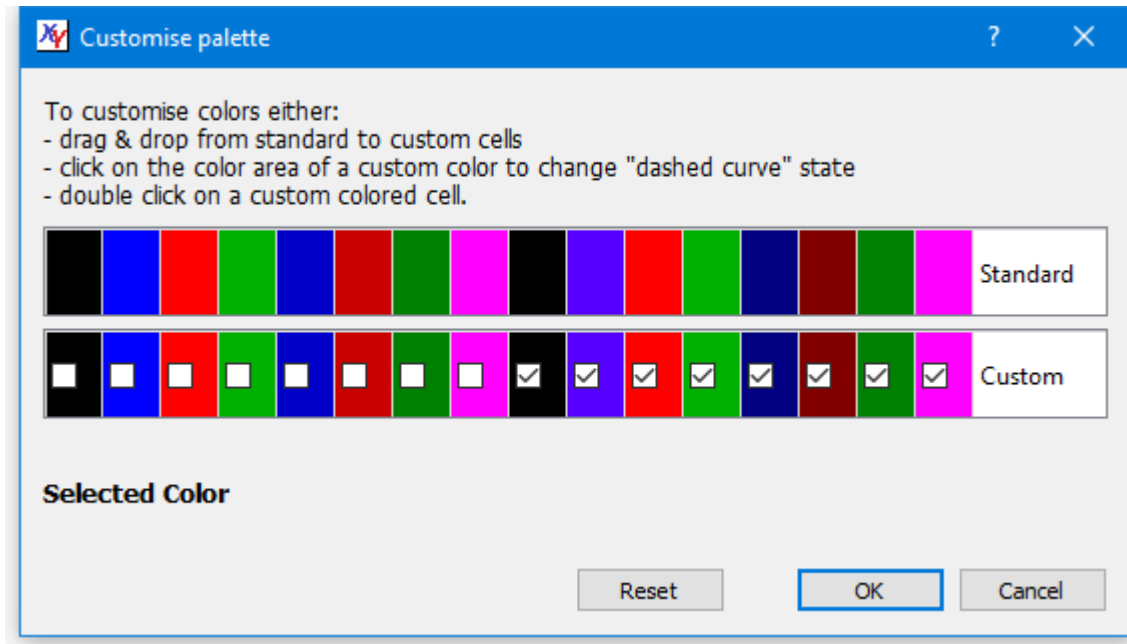 XY Customise palette ?
To customise colors either:
- drag & drop from standard to custom cells
- click on the color area of a custom color to change "dashed curve" state
- double click on a custom colored cell.
Standard
Custom
Selected Color
Reset OK Cancel